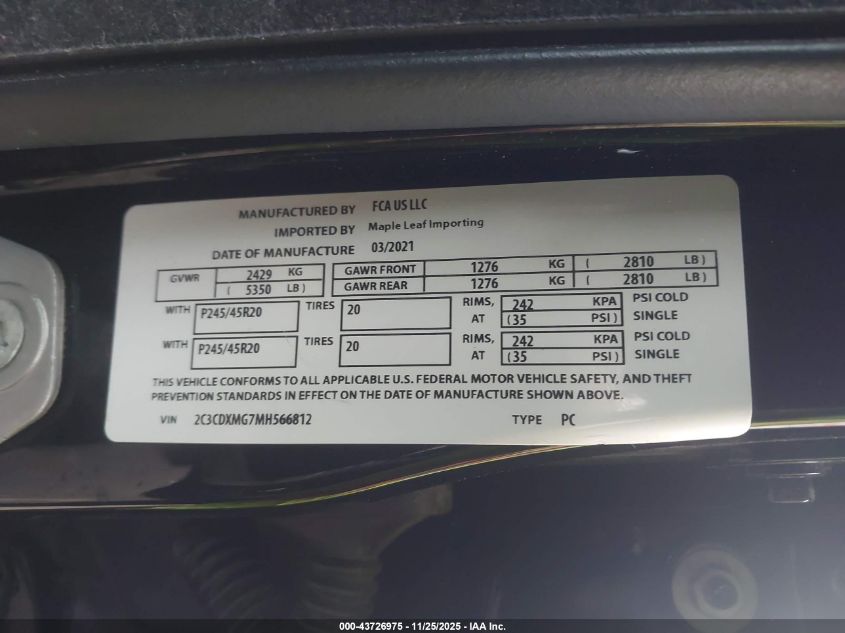 MANUFACTURED BY FCA US LLC
IMPORTED BY Maple Leaf Importing
DATE OF MANUFACTURE 03/2021
GVWR 2429 KG GAWR FRONT 1276 KG ( 2810 LB )
( 5350 LB ) GAWR REAR 1276 KG ( 2810 LB )
WITH P245/45R20 TIRES 20 RIMS, 242 KPA PSI COLD
AT (35 PSI ) SINGLE
WITH P245/45R20 TIRES 20 RIMS, 242 KPA PSI COLD
AT (35 PSI ) SINGLE
THIS VEHICLE CONFORMS TO ALL APPLICABLE U.S. FEDERAL MOTOR VEHICLE SAFETY, AND THEFT
PREVENTION STANDARDS IN EFFECT ON THE DATE OF MANUFACTURE SHOWN ABOVE.
VIN 2C3CDXMG7MH566812 TYPE PC
000-43726975 - 11/25/2025 - IAA Inc.